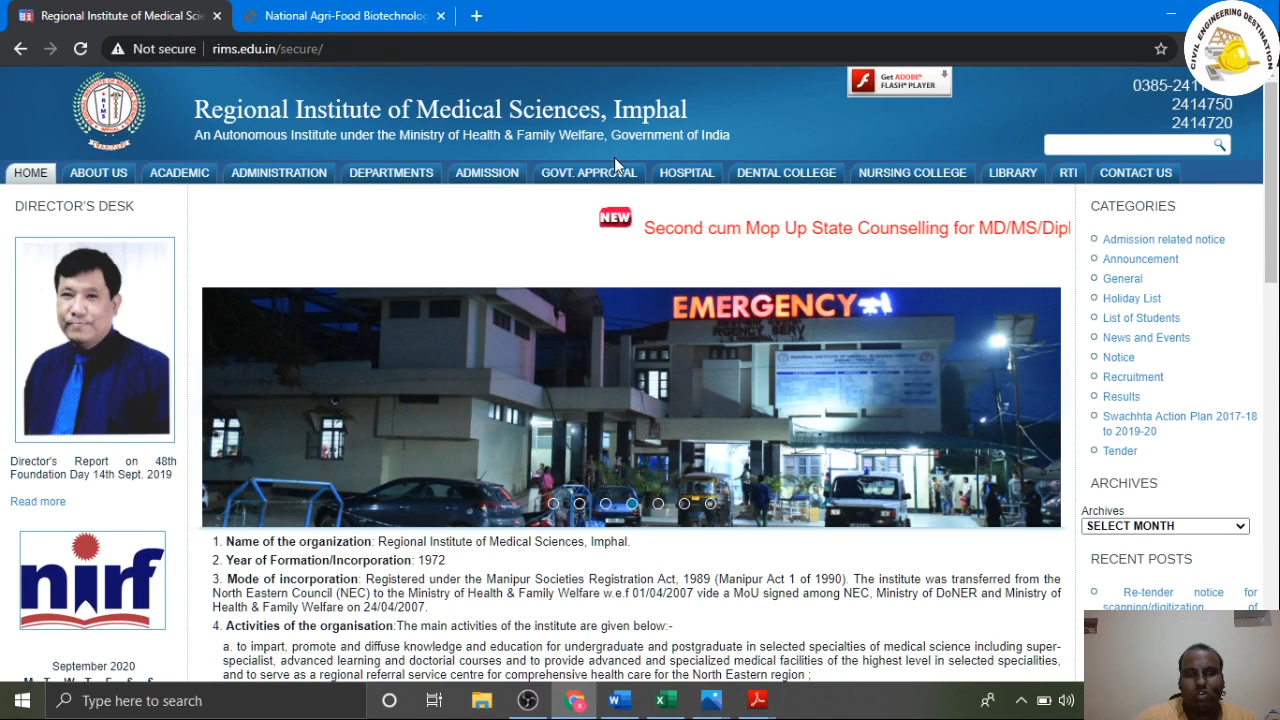 Regional Institute of Medical Scie
National Agri-Food Biotechnolog
Not secure
rims.edu.in/secure/
CIVIL ENGINEERING DESTINATION
Regional Institute of Medical Sciences, Imphal
An Autonomous Institute under the Ministry of Health & Family Welfare, Government of India
Get ADOBE® FLASH® PLAYER
2414750
2414720
HOME
ABOUT US
ACADEMIC
ADMINISTRATION
DEPARTMENTS
ADMISSION
GOVT. APPROVAL
HOSPITAL
DENTAL COLLEGE
NURSING COLLEGE
LIBRARY
RTI
CONTACT US
DIRECTOR'S DESK
Director's Report on 48th
Foundation Day 14th Sept. 2019
Read more
nirf
September 2020
M T W T F S S
NEW
Second cum Mop Up State Counselling for MD/MS/Dipl
EMERGENCY
1. Name of the organization: Regional Institute of Medical Sciences, Imphal.
2. Year of Formation/Incorporation: 1972
3. Mode of incorporation: Registered under the Manipur Societies Registration Act, 1989 (Manipur Act 1 of 1990). The institute was transferred from the
North Eastern Council (NEC) to the Ministry of Health & Family Welfare w.e.f 01/04/2007 vide a MoU signed among NEC, Ministry of DoNER and Ministry of
Health & Family Welfare on 24/04/2007.
4. Activities of the organisation:The main activities of the institute are given below:-
a. to impart, promote and diffuse knowledge and education for undergraduate and postgraduate in selected specialties of medical science including super-
specialist, advanced learning and doctorial courses and to provide advanced and specialized medical facilities of the highest level in selected specialities,
and to serve as a regional referral service centre for comprehensive health care for the North Eastern region ;
CATEGORIES
Admission related notice
Announcement
General
Holiday List
List of Students
News and Events
Notice
Recruitment
Results
Swachhta Action Plan 2017-18
to 2019-20
Tender
ARCHIVES
Archives
SELECT MONTH
RECENT POSTS
Re-tender notice for
scanning/digitization of
Type here to search